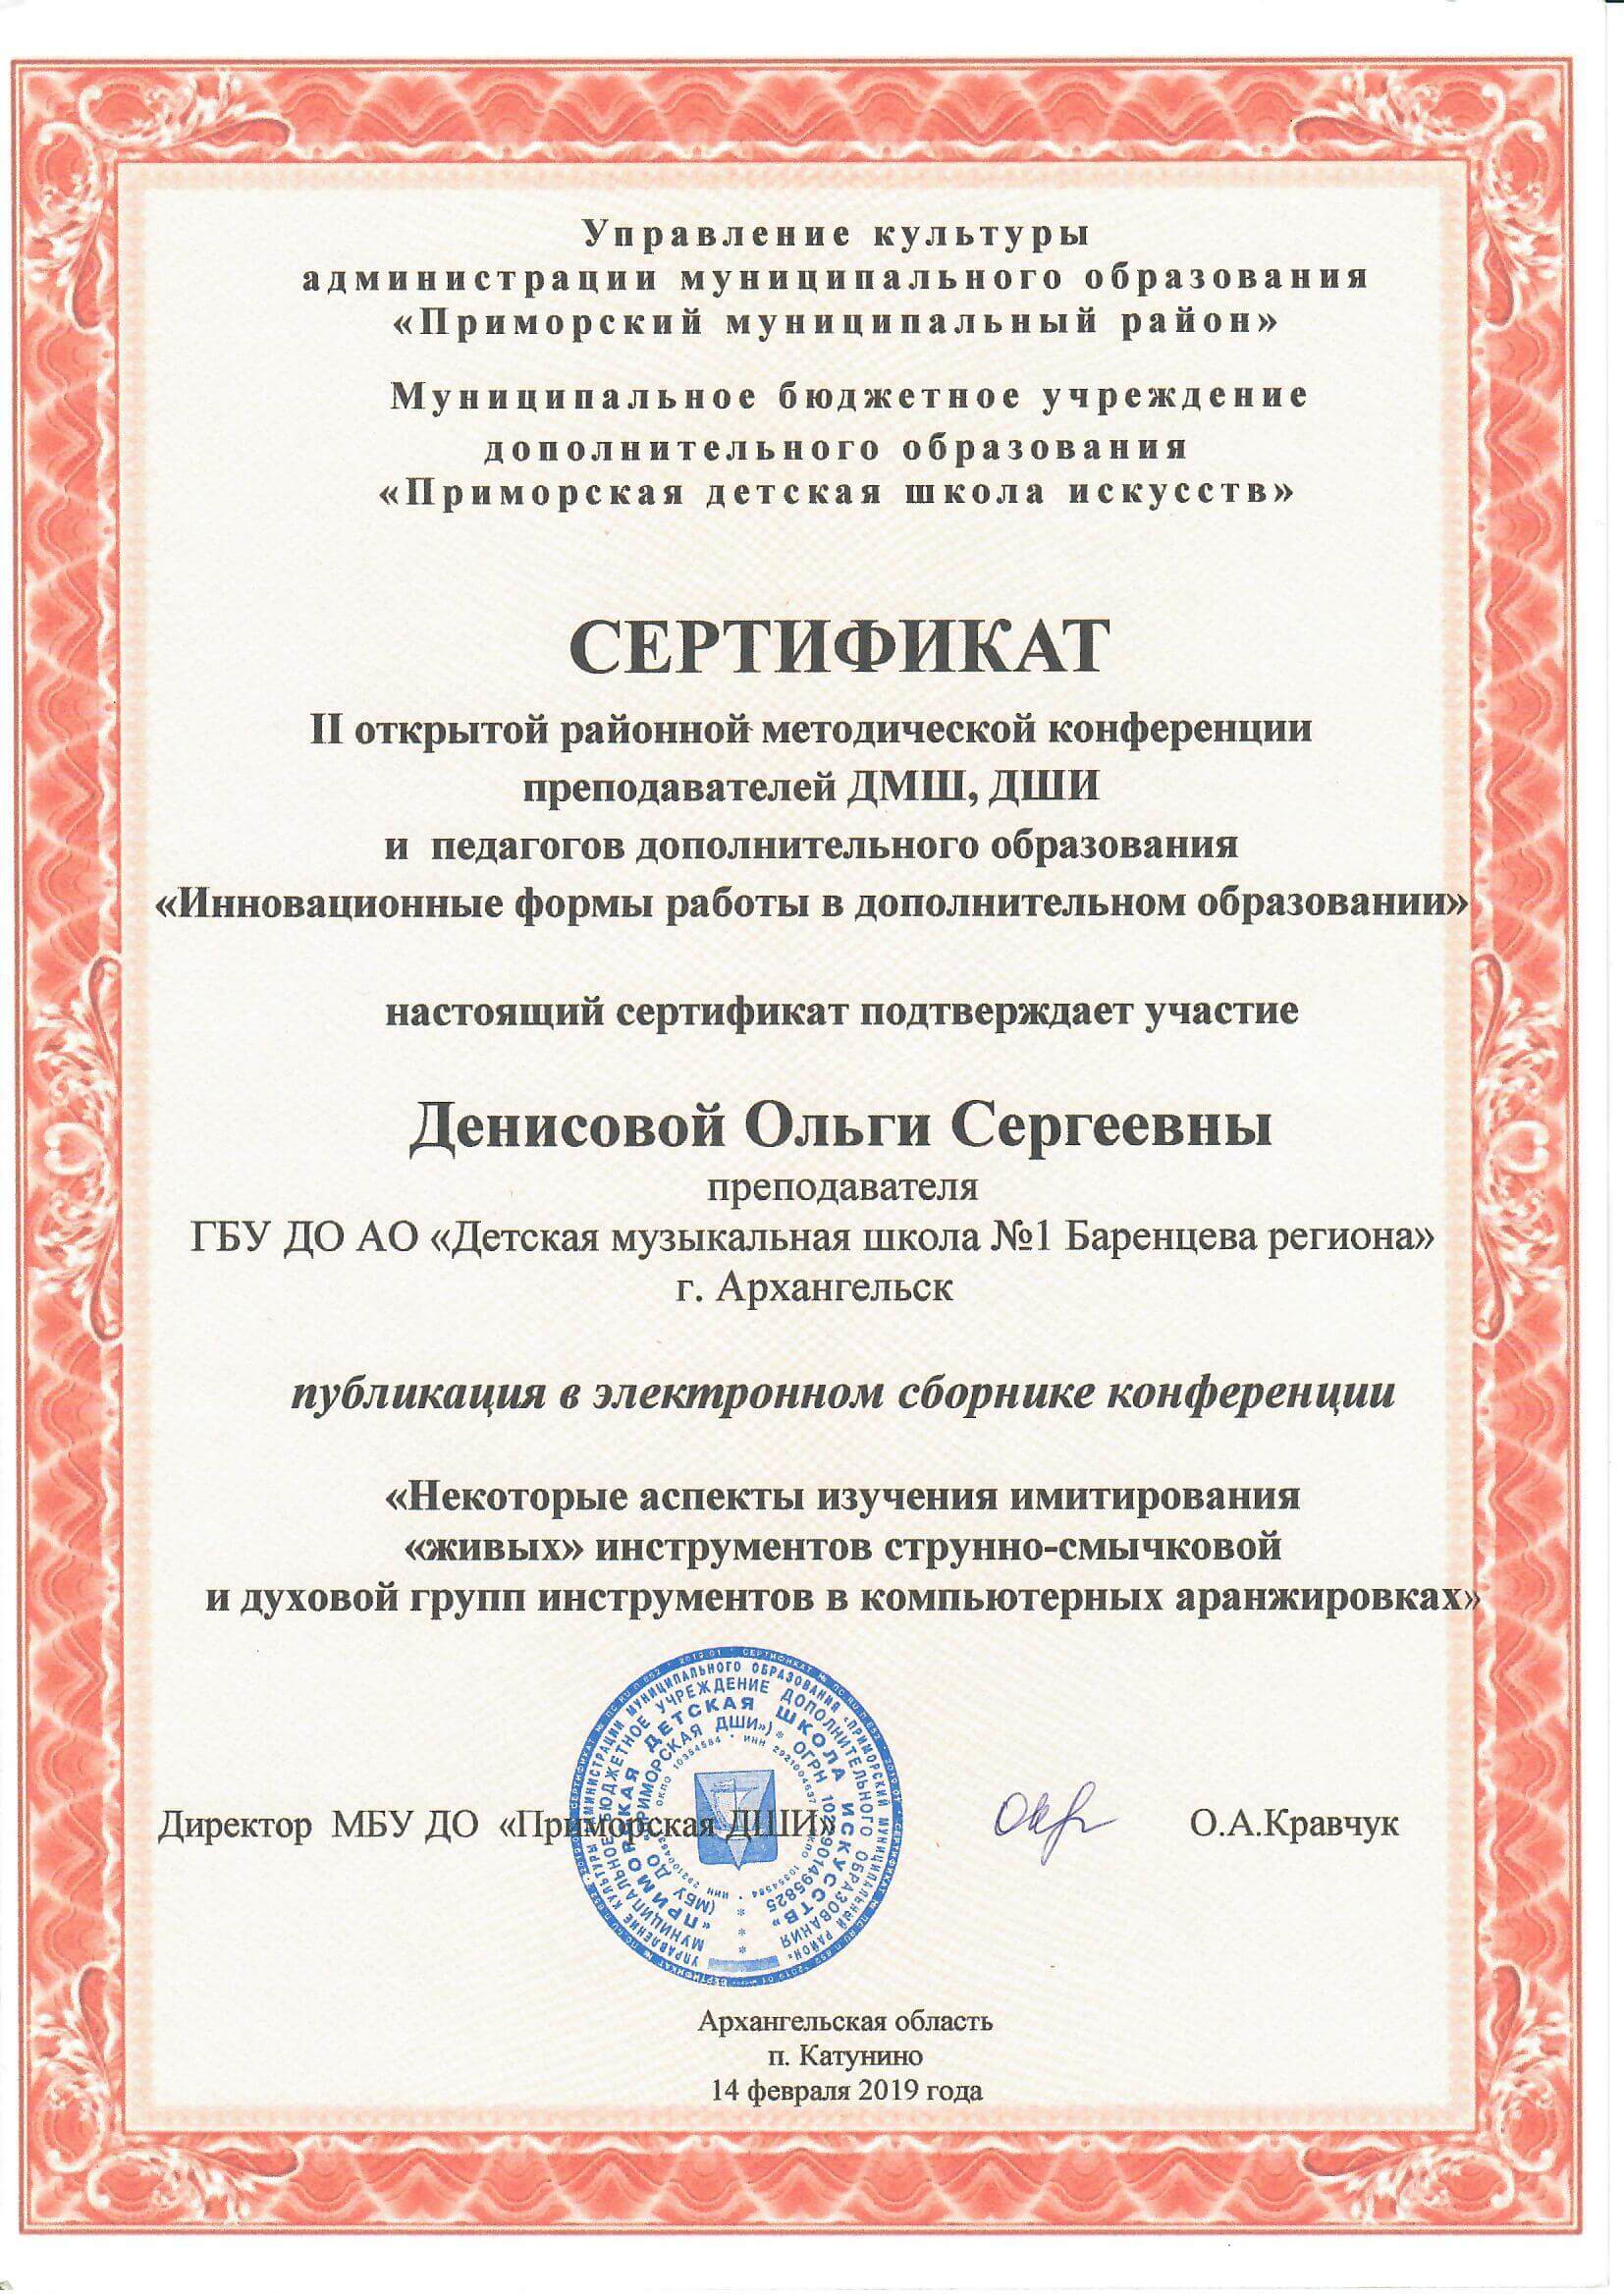 Управление культуры
администрации муниципального образования
«Приморский муниципальный район»
Муниципальное бюджетное учреждение
дополнительного образования
«Приморская детская школа искусств»
СЕРТИФИКАТ
II открытой районной методической конференции
преподавателей ДМШ, ДШИ
и педагогов дополнительного образования
«Инновационные формы работы в дополнительном образовании»
настоящий сертификат подтверждает участие
Денисовой Ольги Сергеевны
преподавателя
ГБУ ДО АО «Детская музыкальная школа №1 Баренцева региона»
г. Архангельск
публикация в электронном сборнике конференции
«Некоторые аспекты изучения имитирования
«живых» инструментов струнно-смычковой
и духовой групп инструментов в компьютерных аранжировках»
Директор МБУ ДО «Приморская ДШИ» О.А.Кравчук
УПРАВЛЕНИЕ КУЛЬТУРЫ АДМИНИСТРАЦИИ МУНИЦИПАЛЬНОГО ОБРАЗОВАНИЯ «ПРИМОРСКИЙ МУНИЦИПАЛЬНЫЙ РАЙОН»
МУНИЦИПАЛЬНОЕ БЮДЖЕТНОЕ УЧРЕЖДЕНИЕ ДОПОЛНИТЕЛЬНОГО ОБРАЗОВАНИЯ
«ПРИМОРСКАЯ ДЕТСКАЯ ШКОЛА ИСКУССТВ»
(МБУ ДО «ПРИМОРСКАЯ ДШИ») * ОГРН 1022901495825
Архангельская область
п. Катунино
14 февраля 2019 года